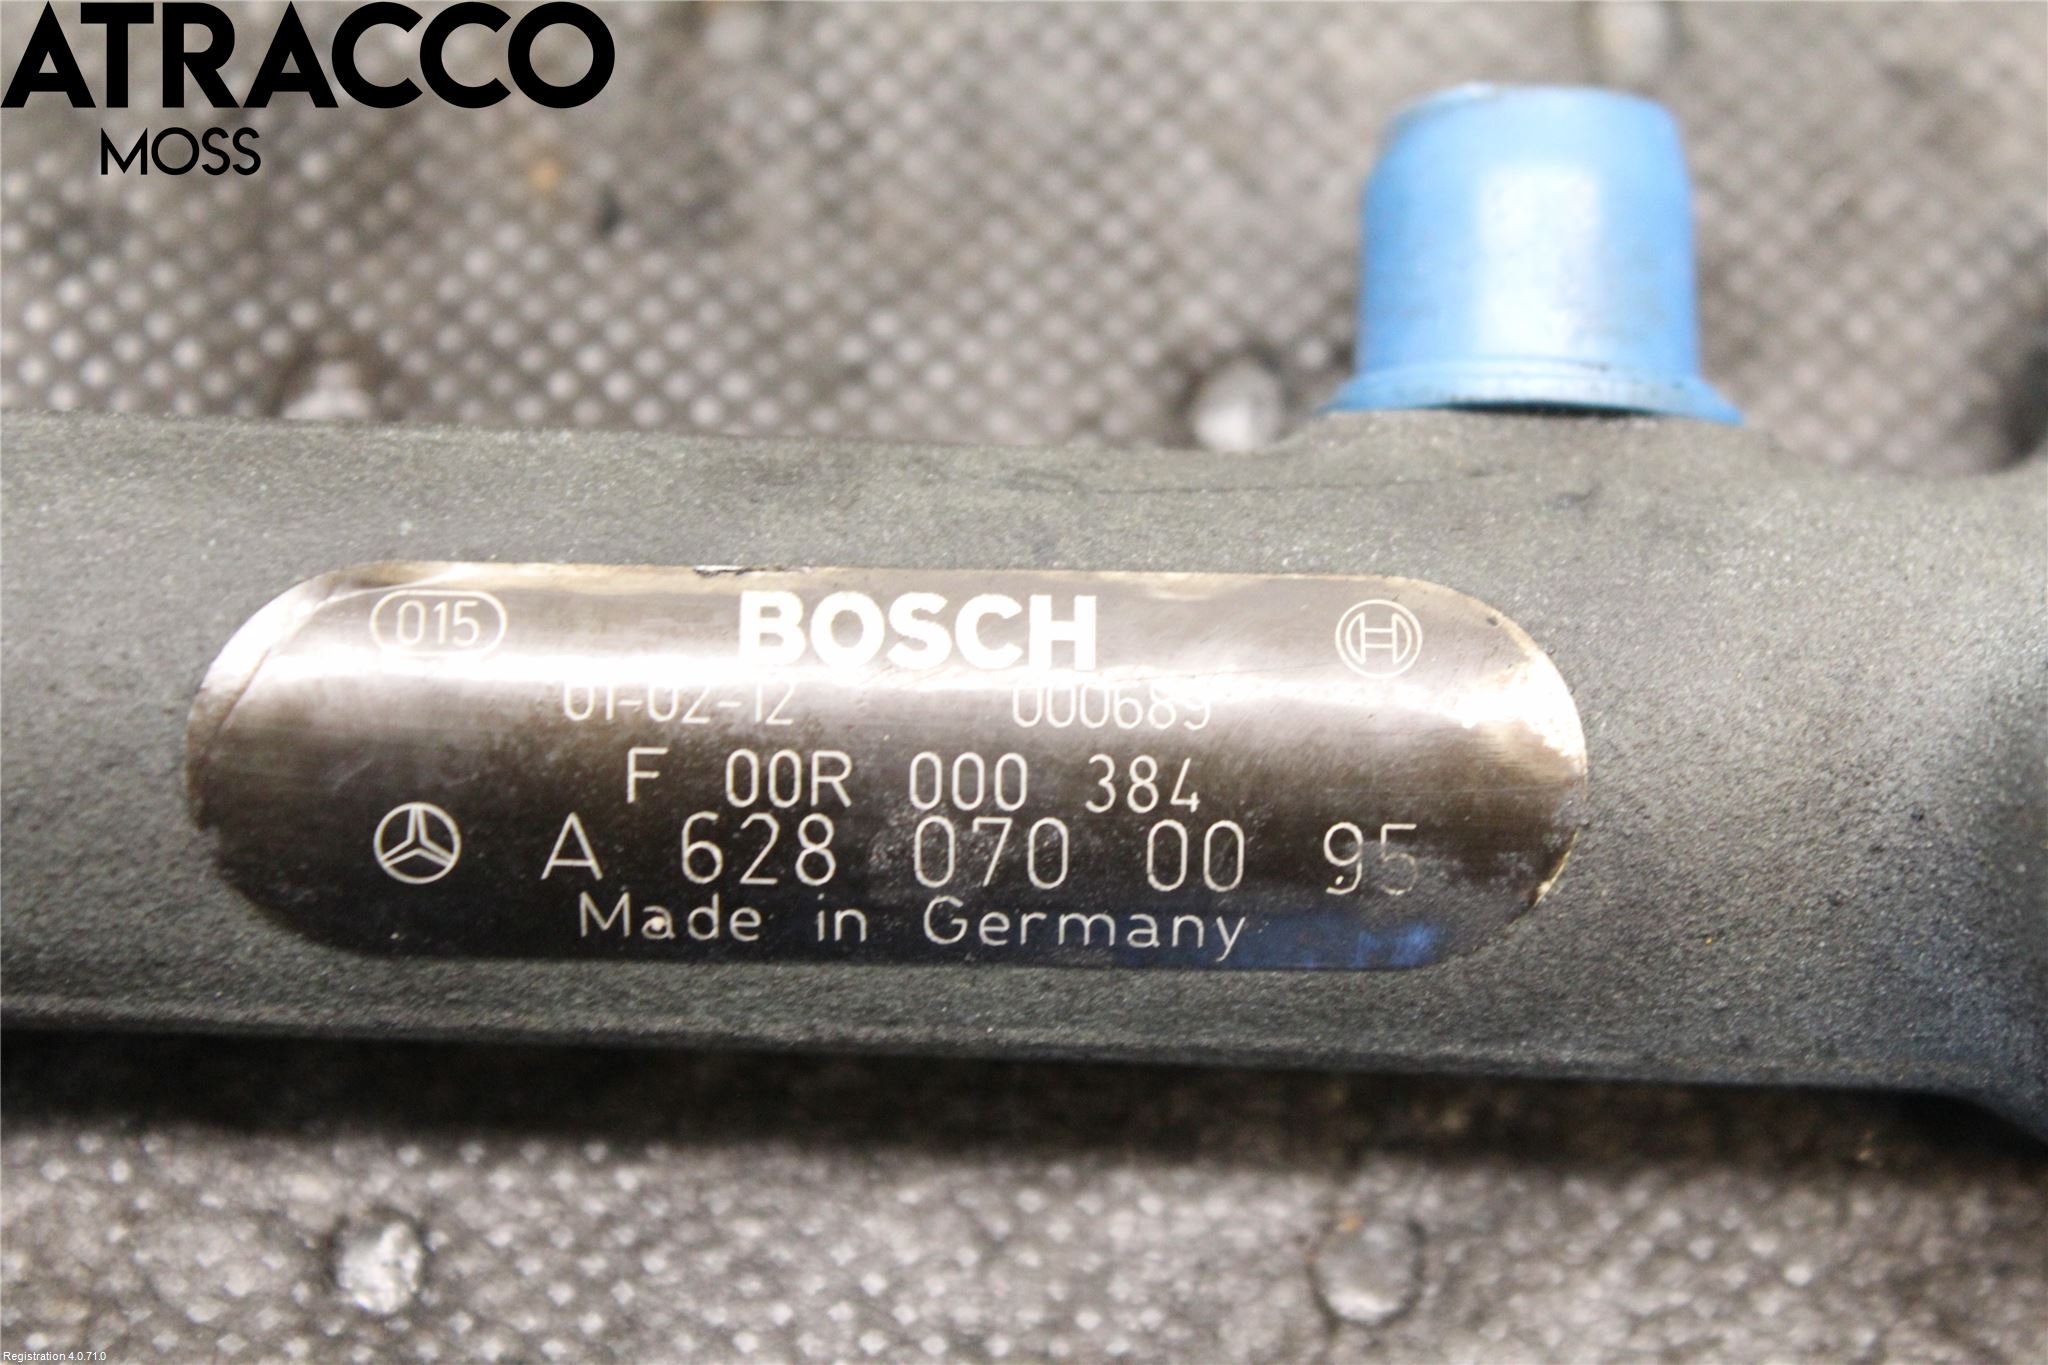 ATRACCO
MOSS
015 BOSCH
01-02-12 000689
F 00R 000 384
A 628 070 00 95
Made in Germany
Registration 4.0.71.0